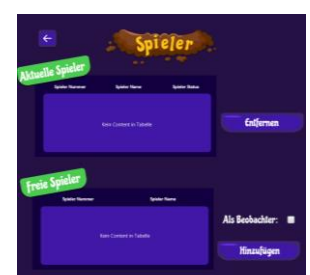 Spieler
Aktuelle Spieler
Spieler Nummer Spieler Name Spieler Status
Kein Content in Tabelle
Entfernen
Freie Spieler
Spieler Nummer Spieler Name
Kein Content in Tabelle
Als Beobachter:
Hinzufügen